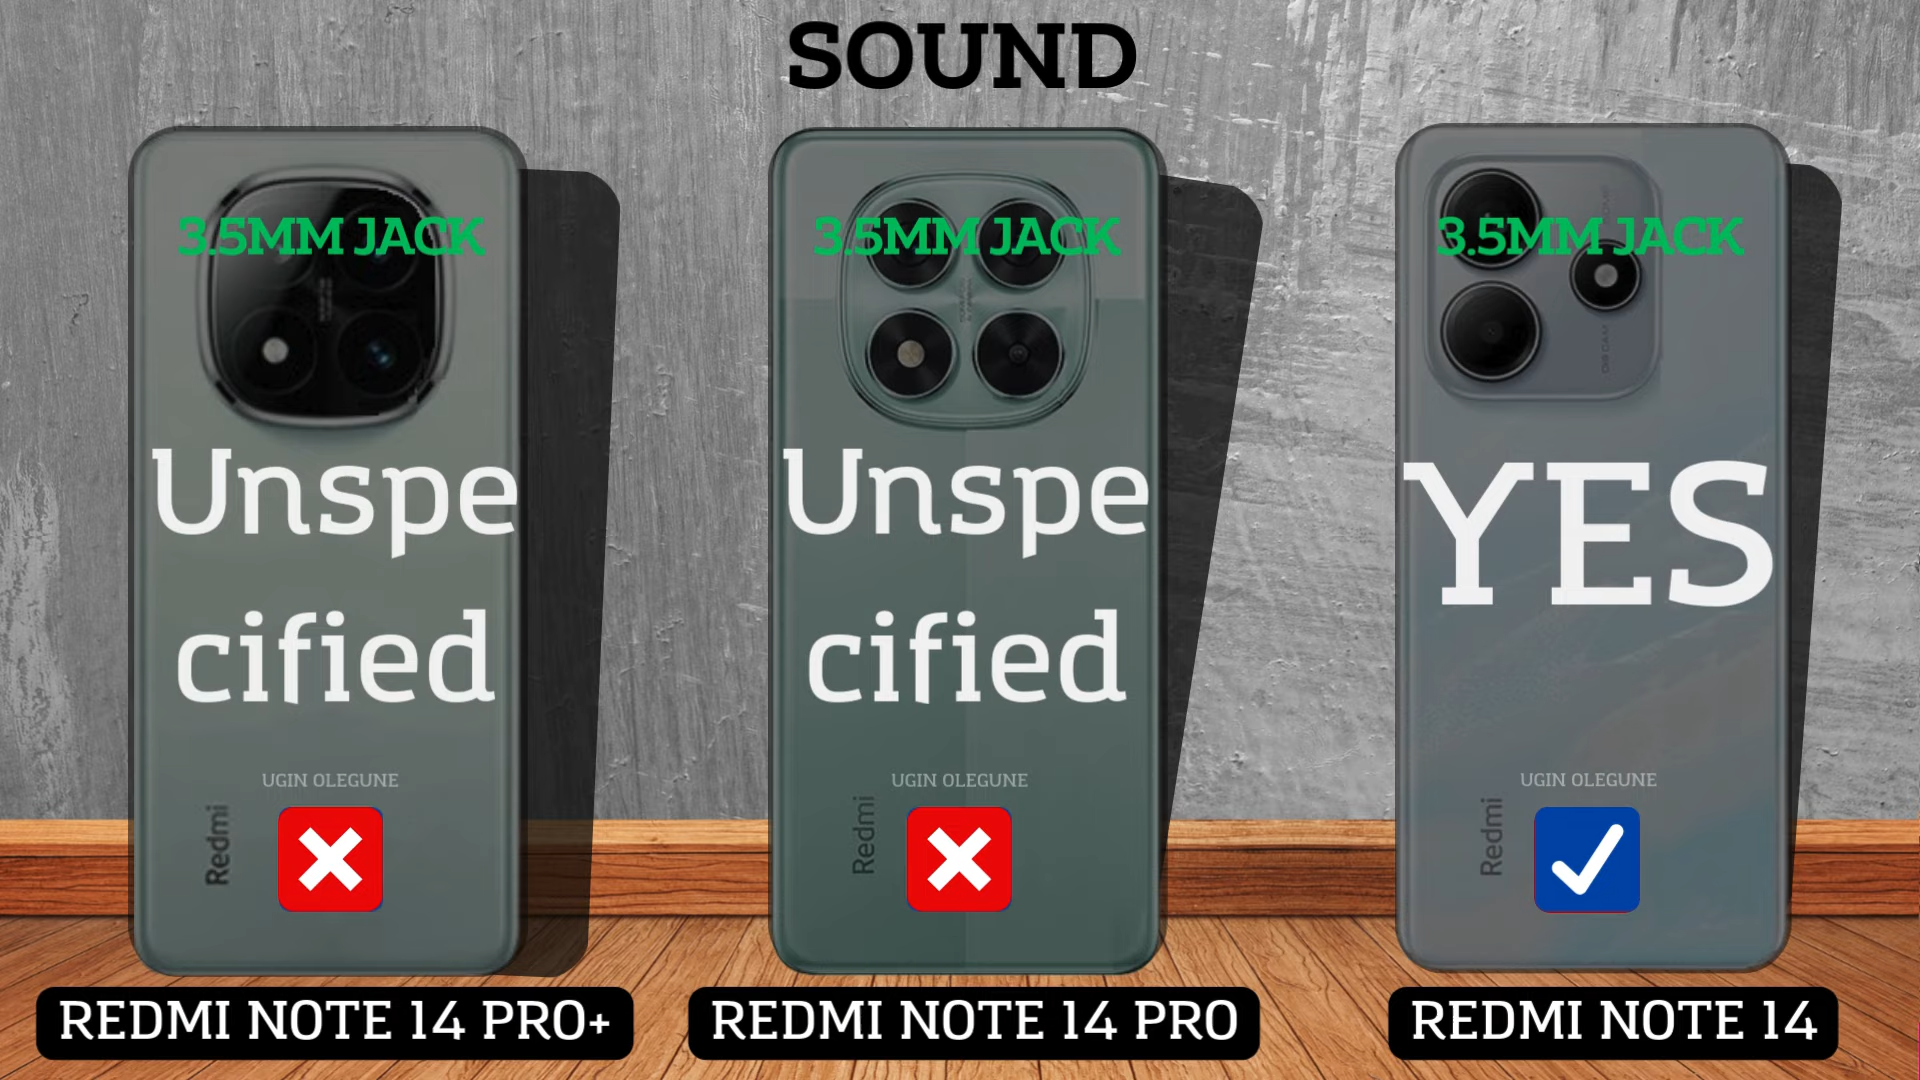 SOUND
3.5MM JACK
Unspe
cified
UGIN OLEGUNE
Redmi
REDMI NOTE 14 PRO+
3.5MM JACK
Unspe
cified
UGIN OLEGUNE
Redmi
REDMI NOTE 14 PRO
3.5MM JACK
YES
UGIN OLEGUNE
Redmi
REDMI NOTE 14